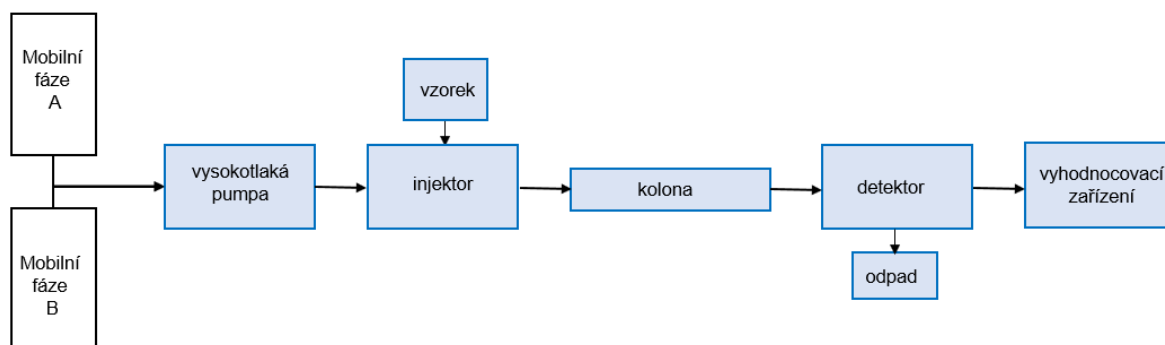 Mobilní
fáze
A
Mobilní
fáze
B
vysokotlaká
pumpa
vzorek
injektor
kolona
detektor
odpad
vyhodnocovací
zařízení